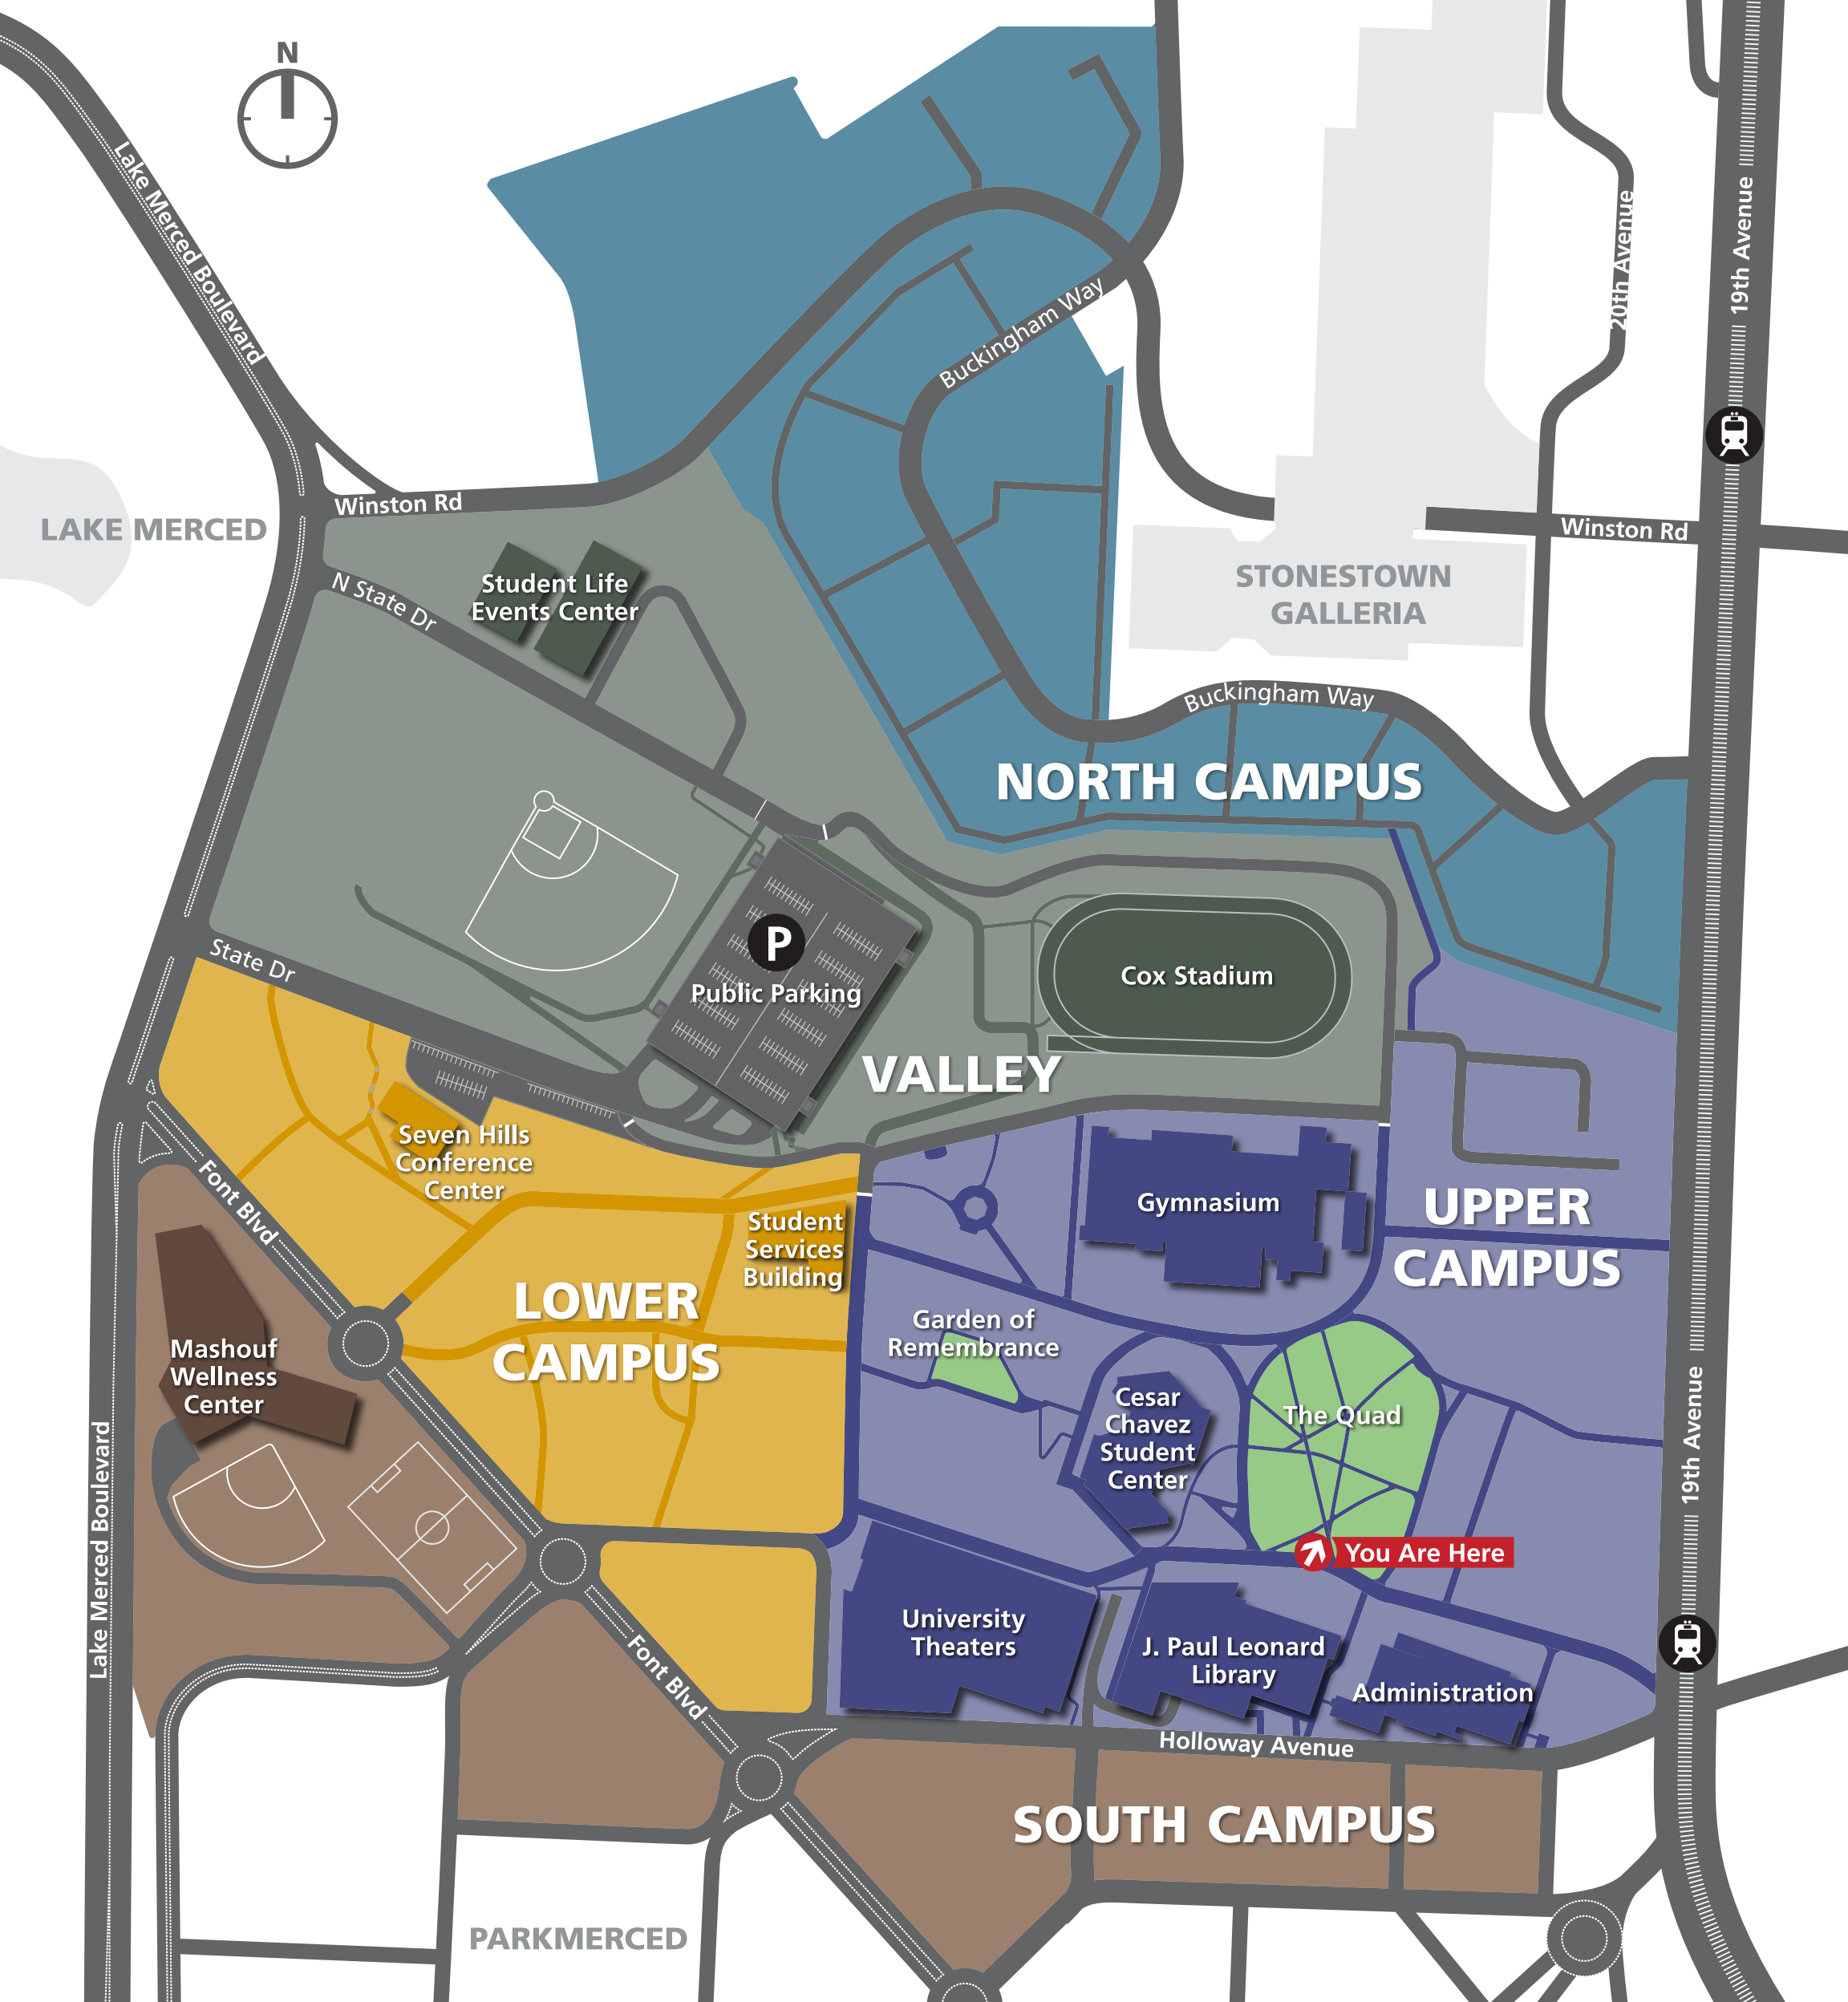 N
Lake Merced Boulevard
19th Avenue
20th Avenue
Buckingham Way
Winston Rd
LAKE MERCED
Winston Rd
STONESTOWN
GALLERIA
Student Life
Events Center
N State Dr
Buckingham Way
NORTH CAMPUS
P
Public Parking
Cox Stadium
State Dr
VALLEY
Seven Hills
Conference
Center
Font Blvd
Gymnasium
UPPER
CAMPUS
Student
Services
Building
LOWER
CAMPUS
Garden of
Remembrance
Mashouf
Wellness
Center
Cesar
Chavez
Student
Center
The Quad
19th Avenue
Lake Merced Boulevard
You Are Here
University
Theaters
J. Paul Leonard
Library
Font Blvd
Administration
Holloway Avenue
SOUTH CAMPUS
PARKMERCED